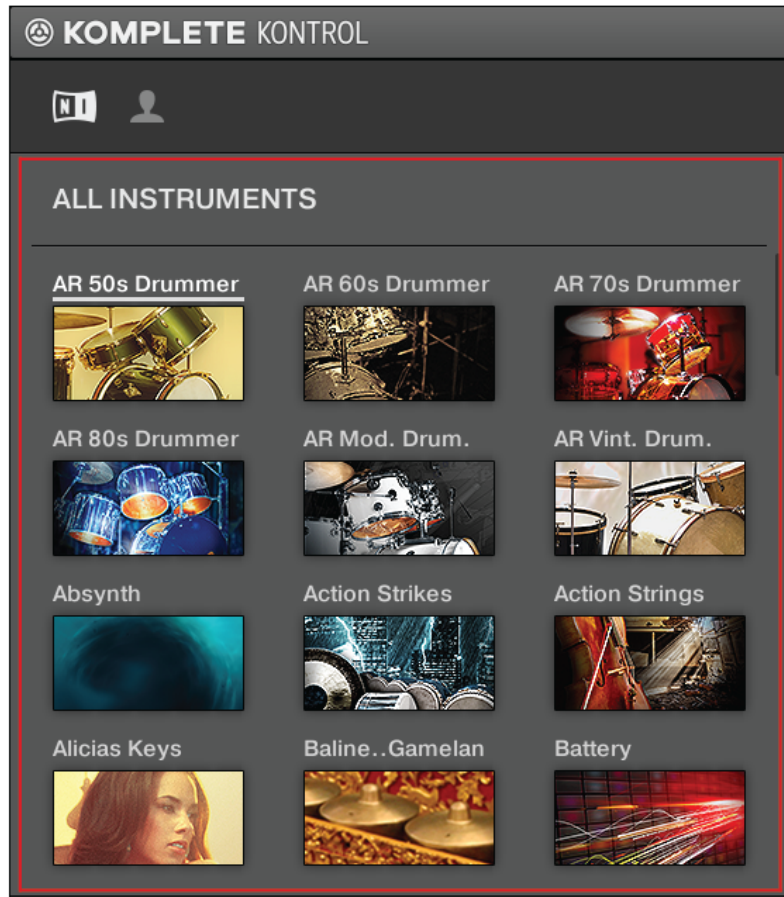 KOMPLETE KONTROL
NI
ALL INSTRUMENTS
AR 50s Drummer
AR 60s Drummer
AR 70s Drummer
AR 80s Drummer
AR Mod. Drum.
AR Vint. Drum.
Absynth
Action Strikes
Action Strings
Alicias Keys
Baline..Gamelan
Battery